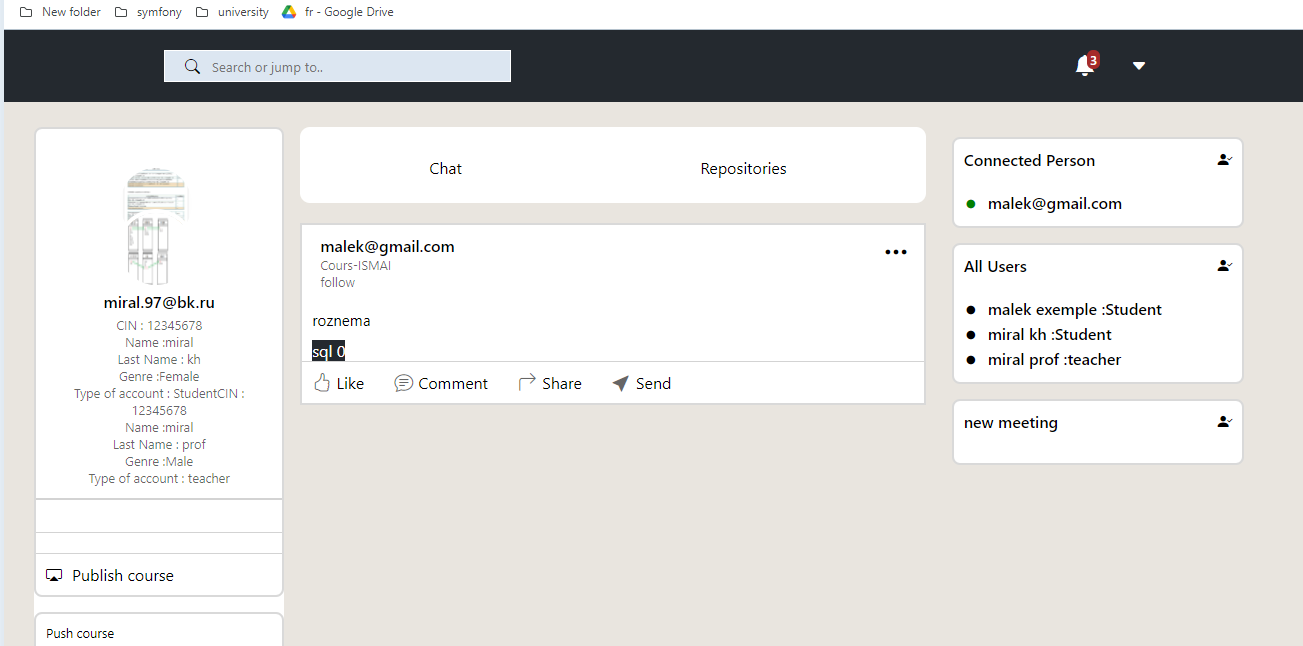 New folder symfony university fr - Google Drive
Search or jump to..
3
miral.97@bk.ru
CIN : 12345678
Name :miral
Last Name : kh
Genre :Female
Type of account : StudentCIN :
12345678
Name :miral
Last Name : prof
Genre :Male
Type of account : teacher
Publish course
Push course
Chat Repositories
malek@gmail.com
Cours-ISMAI
follow
roznema
sql 0
Like Comment Share Send
Connected Person
malek@gmail.com
All Users
malek exemple :Student
miral kh :Student
miral prof :teacher
new meeting